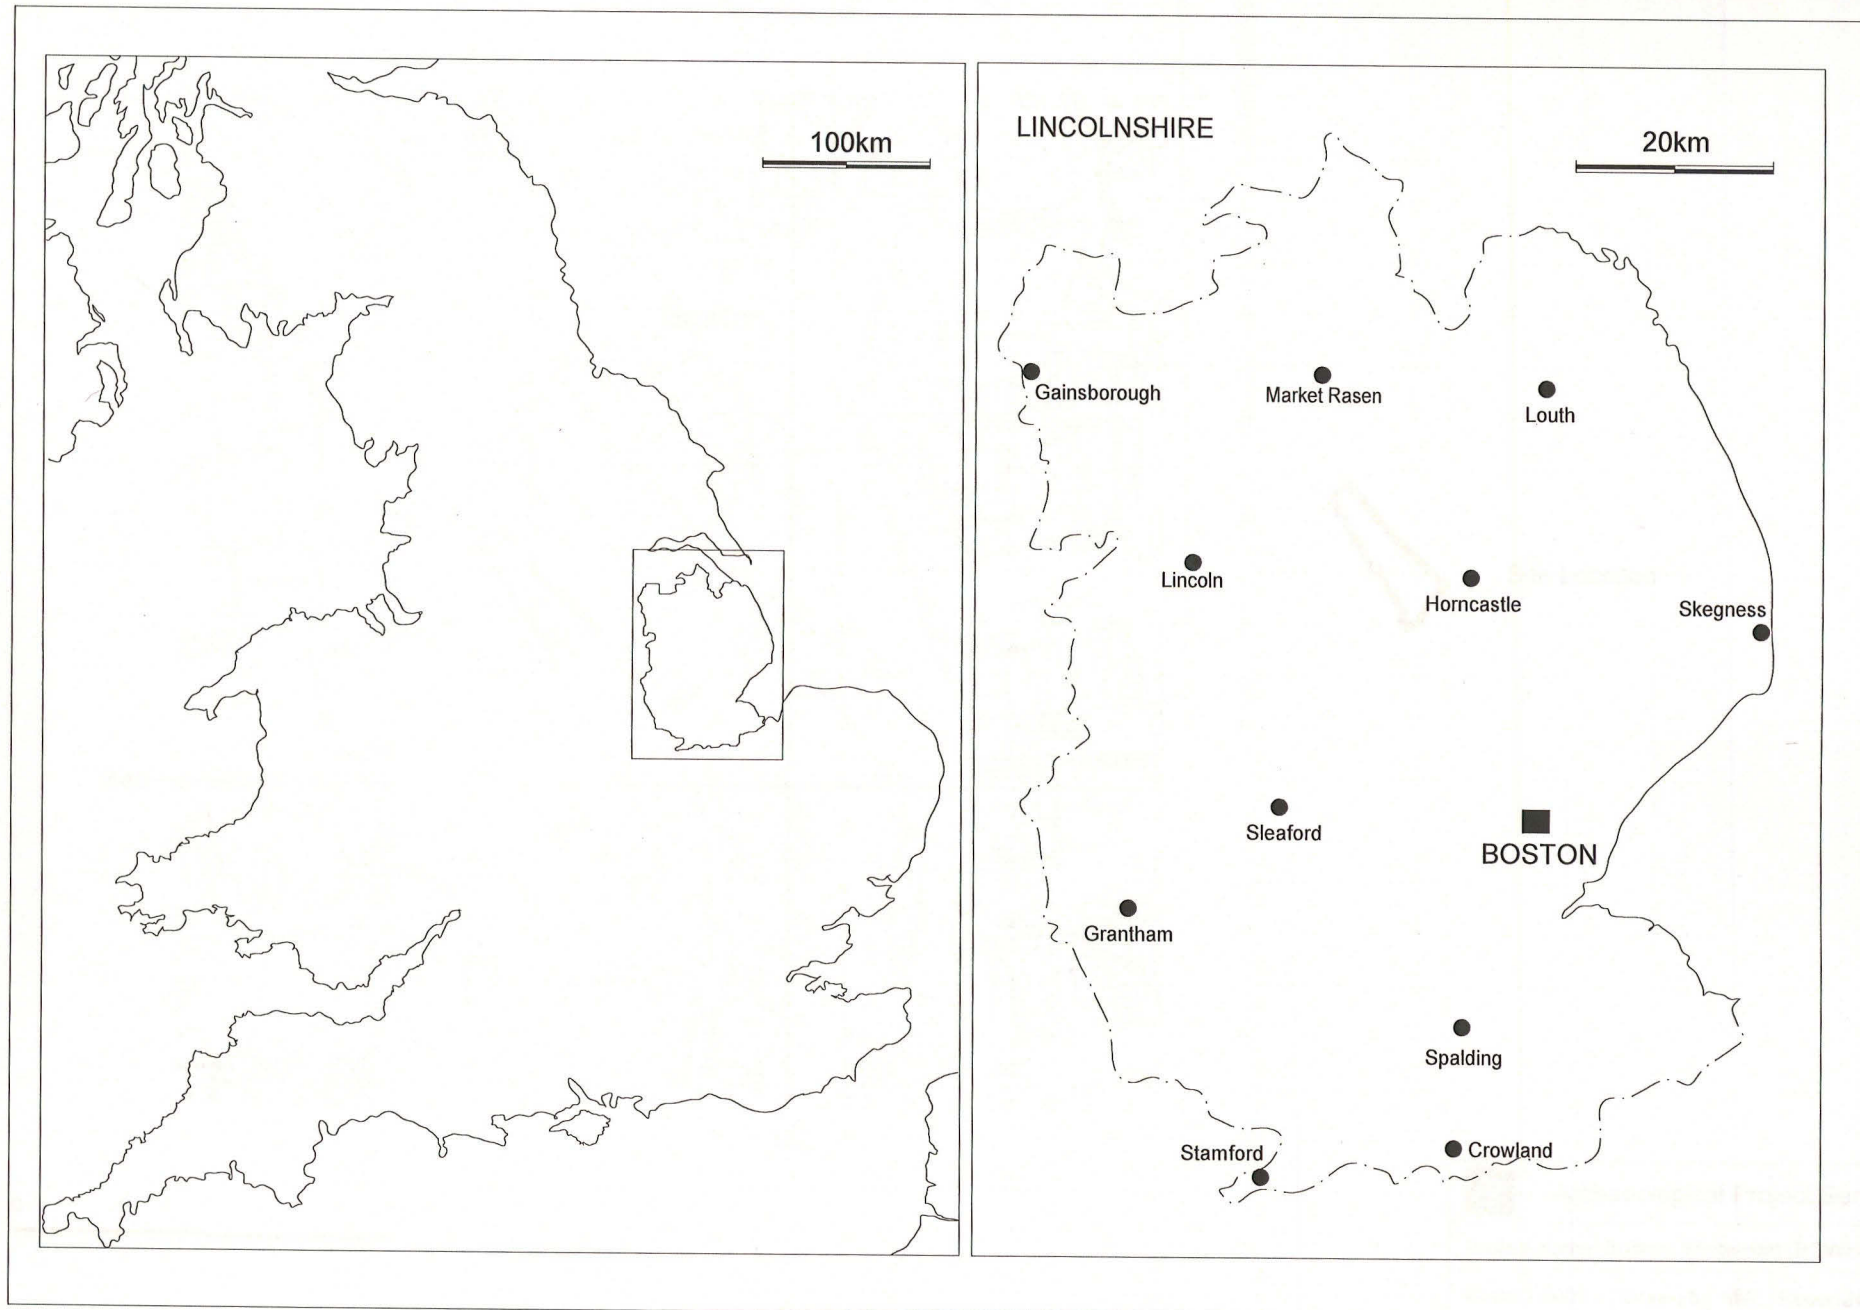 100km
LINCOLNSHIRE
20km
Gainsborough
Market Rasen
Louth
Lincoln
Horncastle
Skegness
Sleaford
BOSTON
Grantham
Spalding
Stamford
Crowland